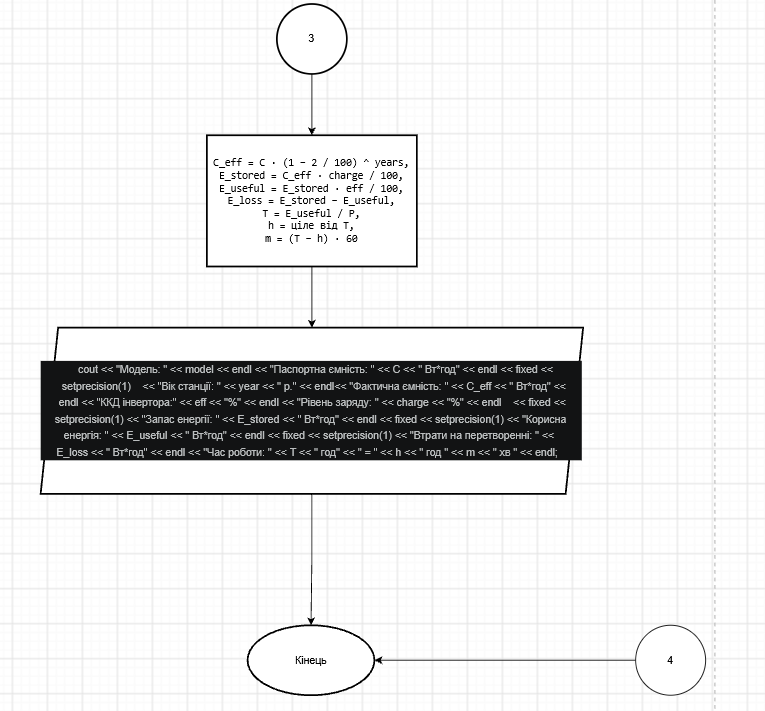 3
C_eff = C · (1 − 2 / 100) ^ years,
E_stored = C_eff · charge / 100,
E_useful = E_stored · eff / 100,
E_loss = E_stored − E_useful,
T = E_useful / P,
h = ціле від T,
m = (T − h) · 60
cout << "Модель: " << model << endl << "Паспортна ємність: " << C << " Вт*год" << endl << fixed <<
setprecision(1) << "Вік станції: " << year << " р." << endl<< "Фактична ємність: " << C_eff << " Вт*год" <<
endl << "ККД інвертора:" << eff << "%" << endl << "Рівень заряду: " << charge << "%" << endl << fixed <<
setprecision(1) << "Запас енергії: " << E_stored << " Вт*год" << endl << fixed << setprecision(1) << "Корисна
енергія: " << E_useful << " Вт*год" << endl << fixed << setprecision(1) << "Втрати на перетворенні: " <<
E_loss << " Вт*год" << endl << "Час роботи: " << T << " год" << " = " << h << " год " << m << " хв " << endl;
Кінець
4